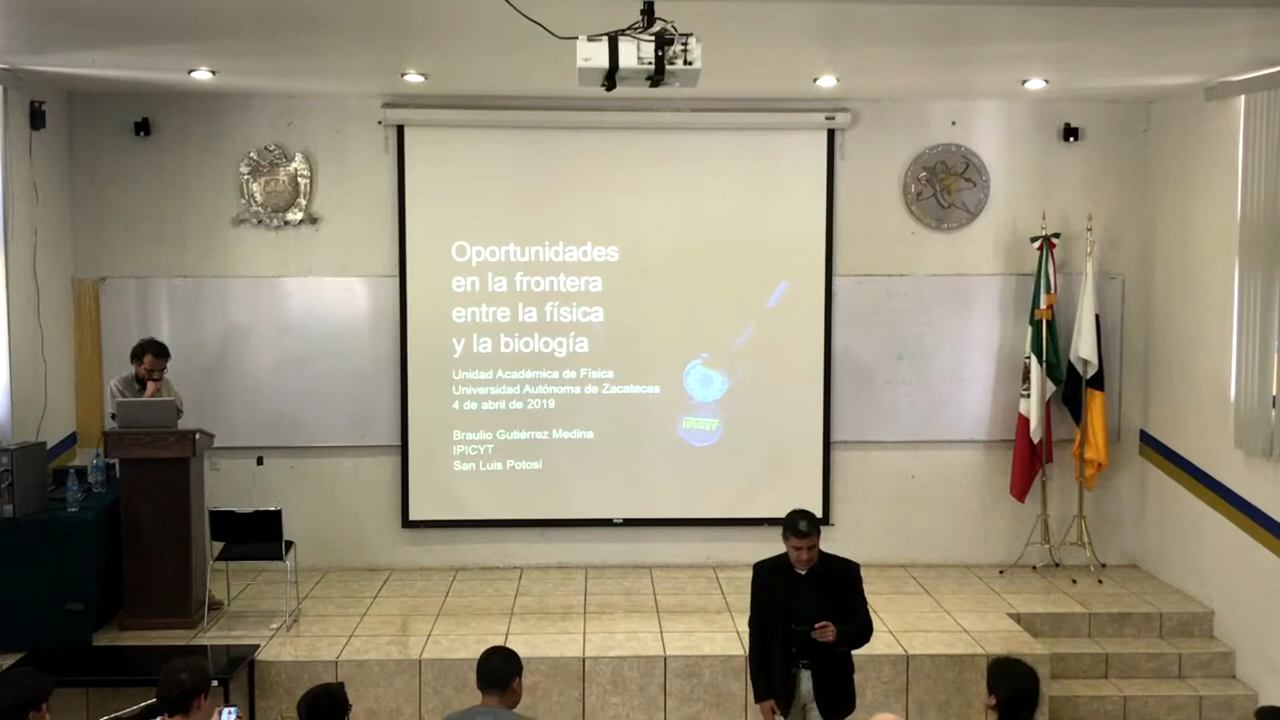 Oportunidades
en la frontera
entre la física
y la biología
Unidad Académica de Física
Universidad Autónoma de Zacatecas
4 de abril de 2019
Braulio Gutiérrez Medina
IPICYT
San Luis Potosí
IPICYT